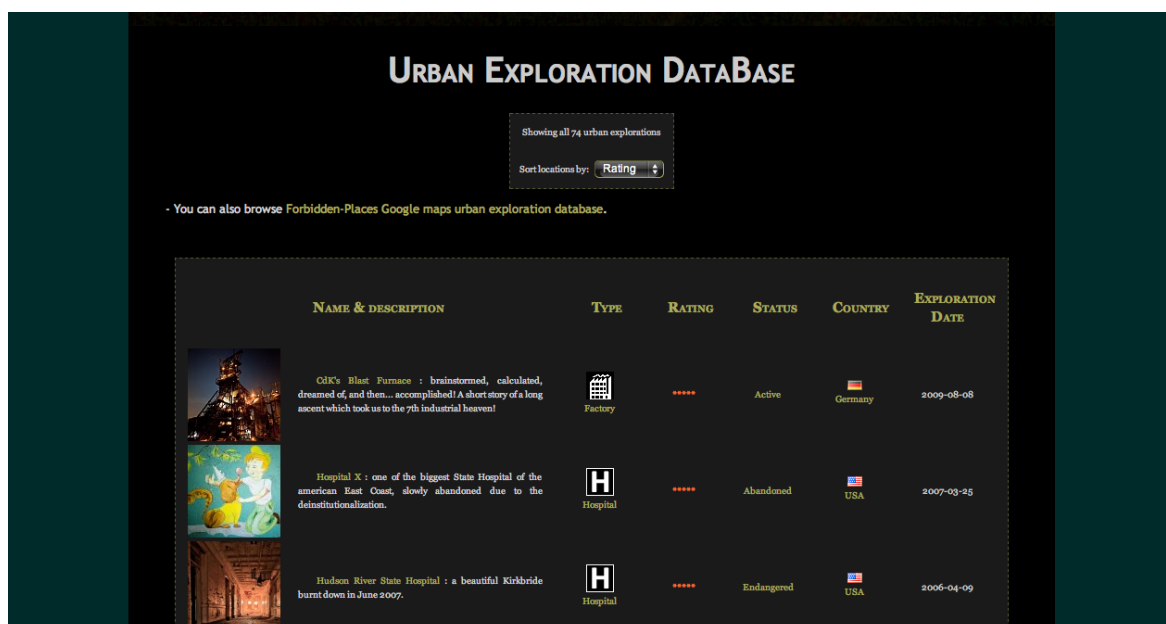 Urban Exploration DataBase
Showing all 74 urban explorations
Sort locations by: Rating
- You can also browse Forbidden-Places Google maps urban exploration database.
Name & description Type Rating Status Country Exploration Date
CdK's Blast Furnace : brainstormed, calculated,
dreamed of, and then... accomplished! A short story of a long
ascent which took us to the 7th industrial heaven!
Factory
Active
Germany
2009-08-08
Hospital X : one of the biggest State Hospital of the
american East Coast, slowly abandoned due to the
deinstitutionalization.
H
Hospital
Abandoned
USA
2007-03-25
Hudson River State Hospital : a beautiful Kirkbride
burnt down in June 2007.
H
Hospital
Endangered
USA
2006-04-09